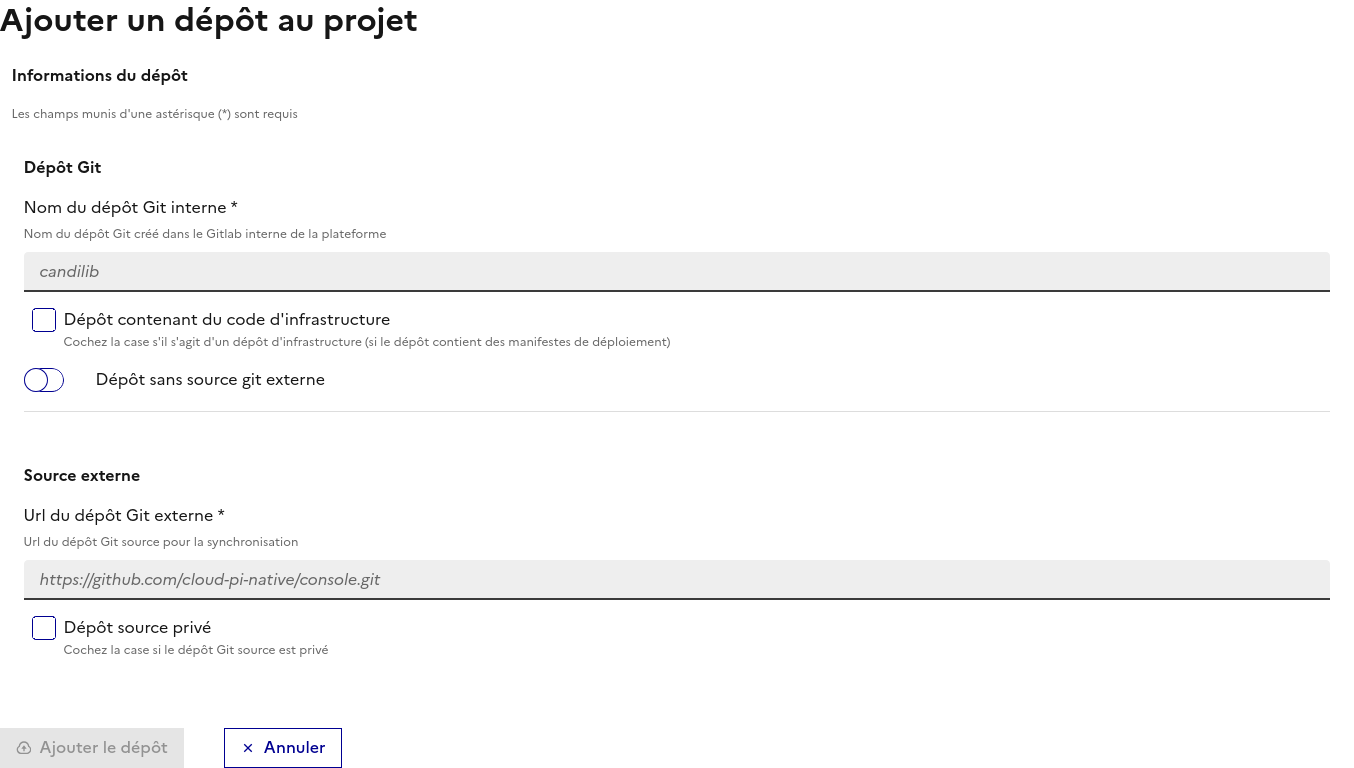 Ajouter un dépôt au projet
Informations du dépôt
Les champs munis d'une astérisque (*) sont requis
Dépôt Git
Nom du dépôt Git interne *
Nom du dépôt Git créé dans le Gitlab interne de la plateforme
candilib
Dépôt contenant du code d'infrastructure
Cochez la case s'il s'agit d'un dépôt d'infrastructure (si le dépôt contient des manifestes de déploiement)
Dépôt sans source git externe
Source externe
Url du dépôt Git externe *
Url du dépôt Git source pour la synchronisation
https://github.com/cloud-pi-native/console.git
Dépôt source privé
Cochez la case si le dépôt Git source est privé
Ajouter le dépôt
Annuler